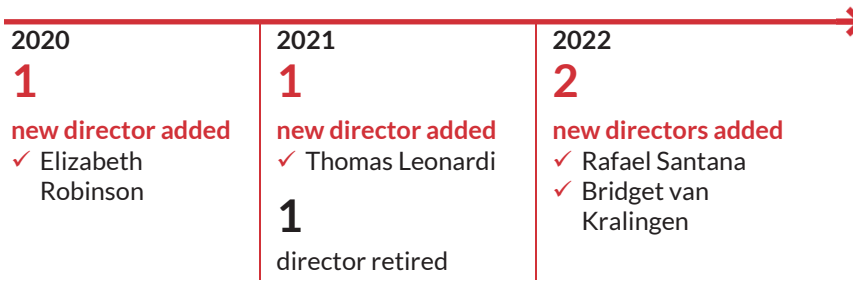 2020
1
new director added
✓ Elizabeth
Robinson
2021
1
new director added
✓ Thomas Leonardi
1
director retired
2022
2
new directors added
✓ Rafael Santana
✓ Bridget van
Kralingen